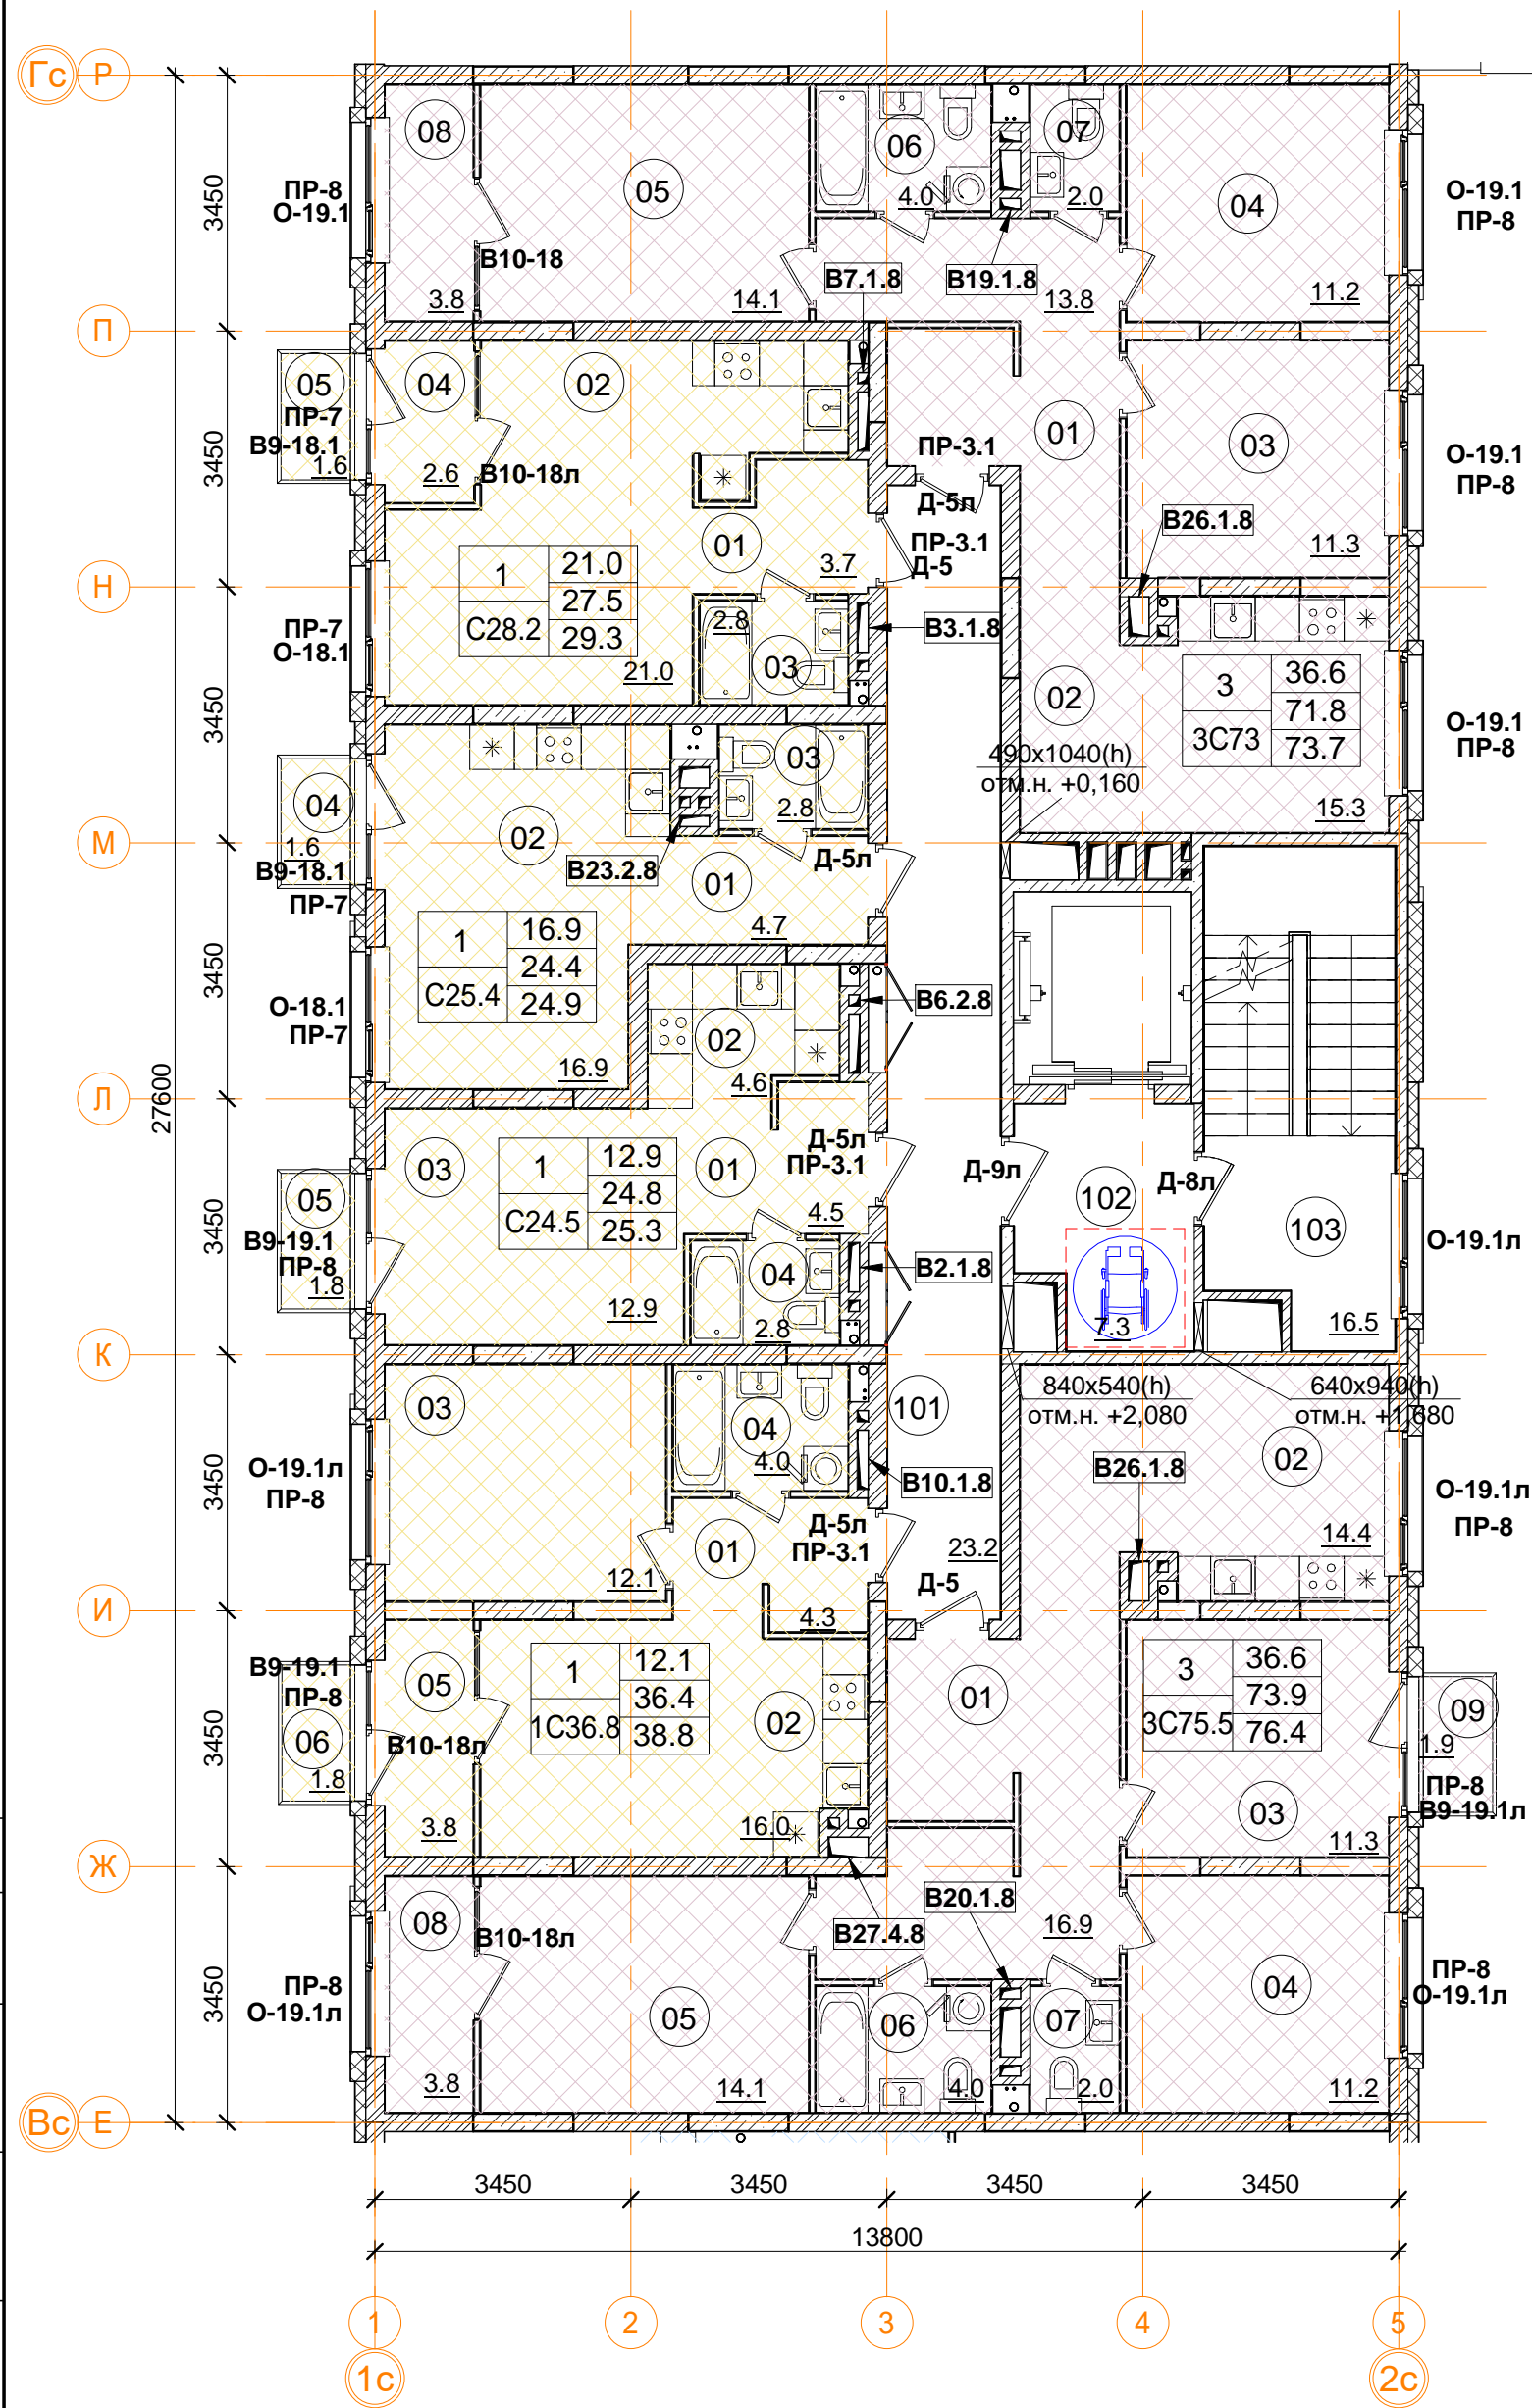 Гс
Р
08
05
06
07
04
ПР-8
О-19.1
О-19.1
ПР-8
3450
В10-18
4.0
2.0
В7.1.8
В19.1.8
3.8
14.1
13.8
11.2
П
05
04
02
01
03
ПР-7
В9-18.1
1.6
2.6
В10-18л
ПР-3.1
Д-5л
О-19.1
ПР-8
3450
01
3.7
ПР-3.1
Д-5
В26.1.8
11.3
Н
1
21.0
27.5
С28.2
29.3
2.8
03
21.0
В3.1.8
ПР-7
О-18.1
3450
02
3
36.6
71.8
3С73
73.7
О-19.1
ПР-8
490х1040(h)
отм.н. +0,160
15.3
03
2.8
04
1.6
02
М
В9-18.1
ПР-7
В23.2.8
Д-5л
01
4.7
1
16.9
24.4
С25.4
24.9
О-18.1
ПР-7
3450
16.9
02
4.6
В6.2.8
Л
27600
03
1
12.9
24.8
С24.5
25.3
01
Д-5л
ПР-3.1
4.5
Д-9л
102
Д-8л
103
05
В9-19.1
ПР-8
1.8
3450
12.9
04
2.8
В2.1.8
7.3
16.5
О-19.1л
К
840х540(h)
отм.н. +2,080
640х940(h)
отм.н. +1,680
03
04
4.0
101
02
О-19.1л
ПР-8
3450
В10.1.8
В26.1.8
О-19.1л
ПР-8
Д-5л
ПР-3.1
01
12.1
23.2
14.4
Д-5
И
4.3
1
12.1
36.4
1С36.8
38.8
В9-19.1
ПР-8
06
1.8
05
В10-18л
02
01
3
36.6
73.9
3С75.5
76.4
09
1.9
ПР-8
В9-19.1л
3450
3.8
16.0
03
11.3
Ж
08
В10-18л
В27.4.8
В20.1.8
16.9
ПР-8
О-19.1л
3450
05
06
07
04
ПР-8
О-19.1л
3.8
14.1
4.0
2.0
11.2
Вс
Е
3450
3450
3450
3450
13800
1
2
3
4
5
1с
2с